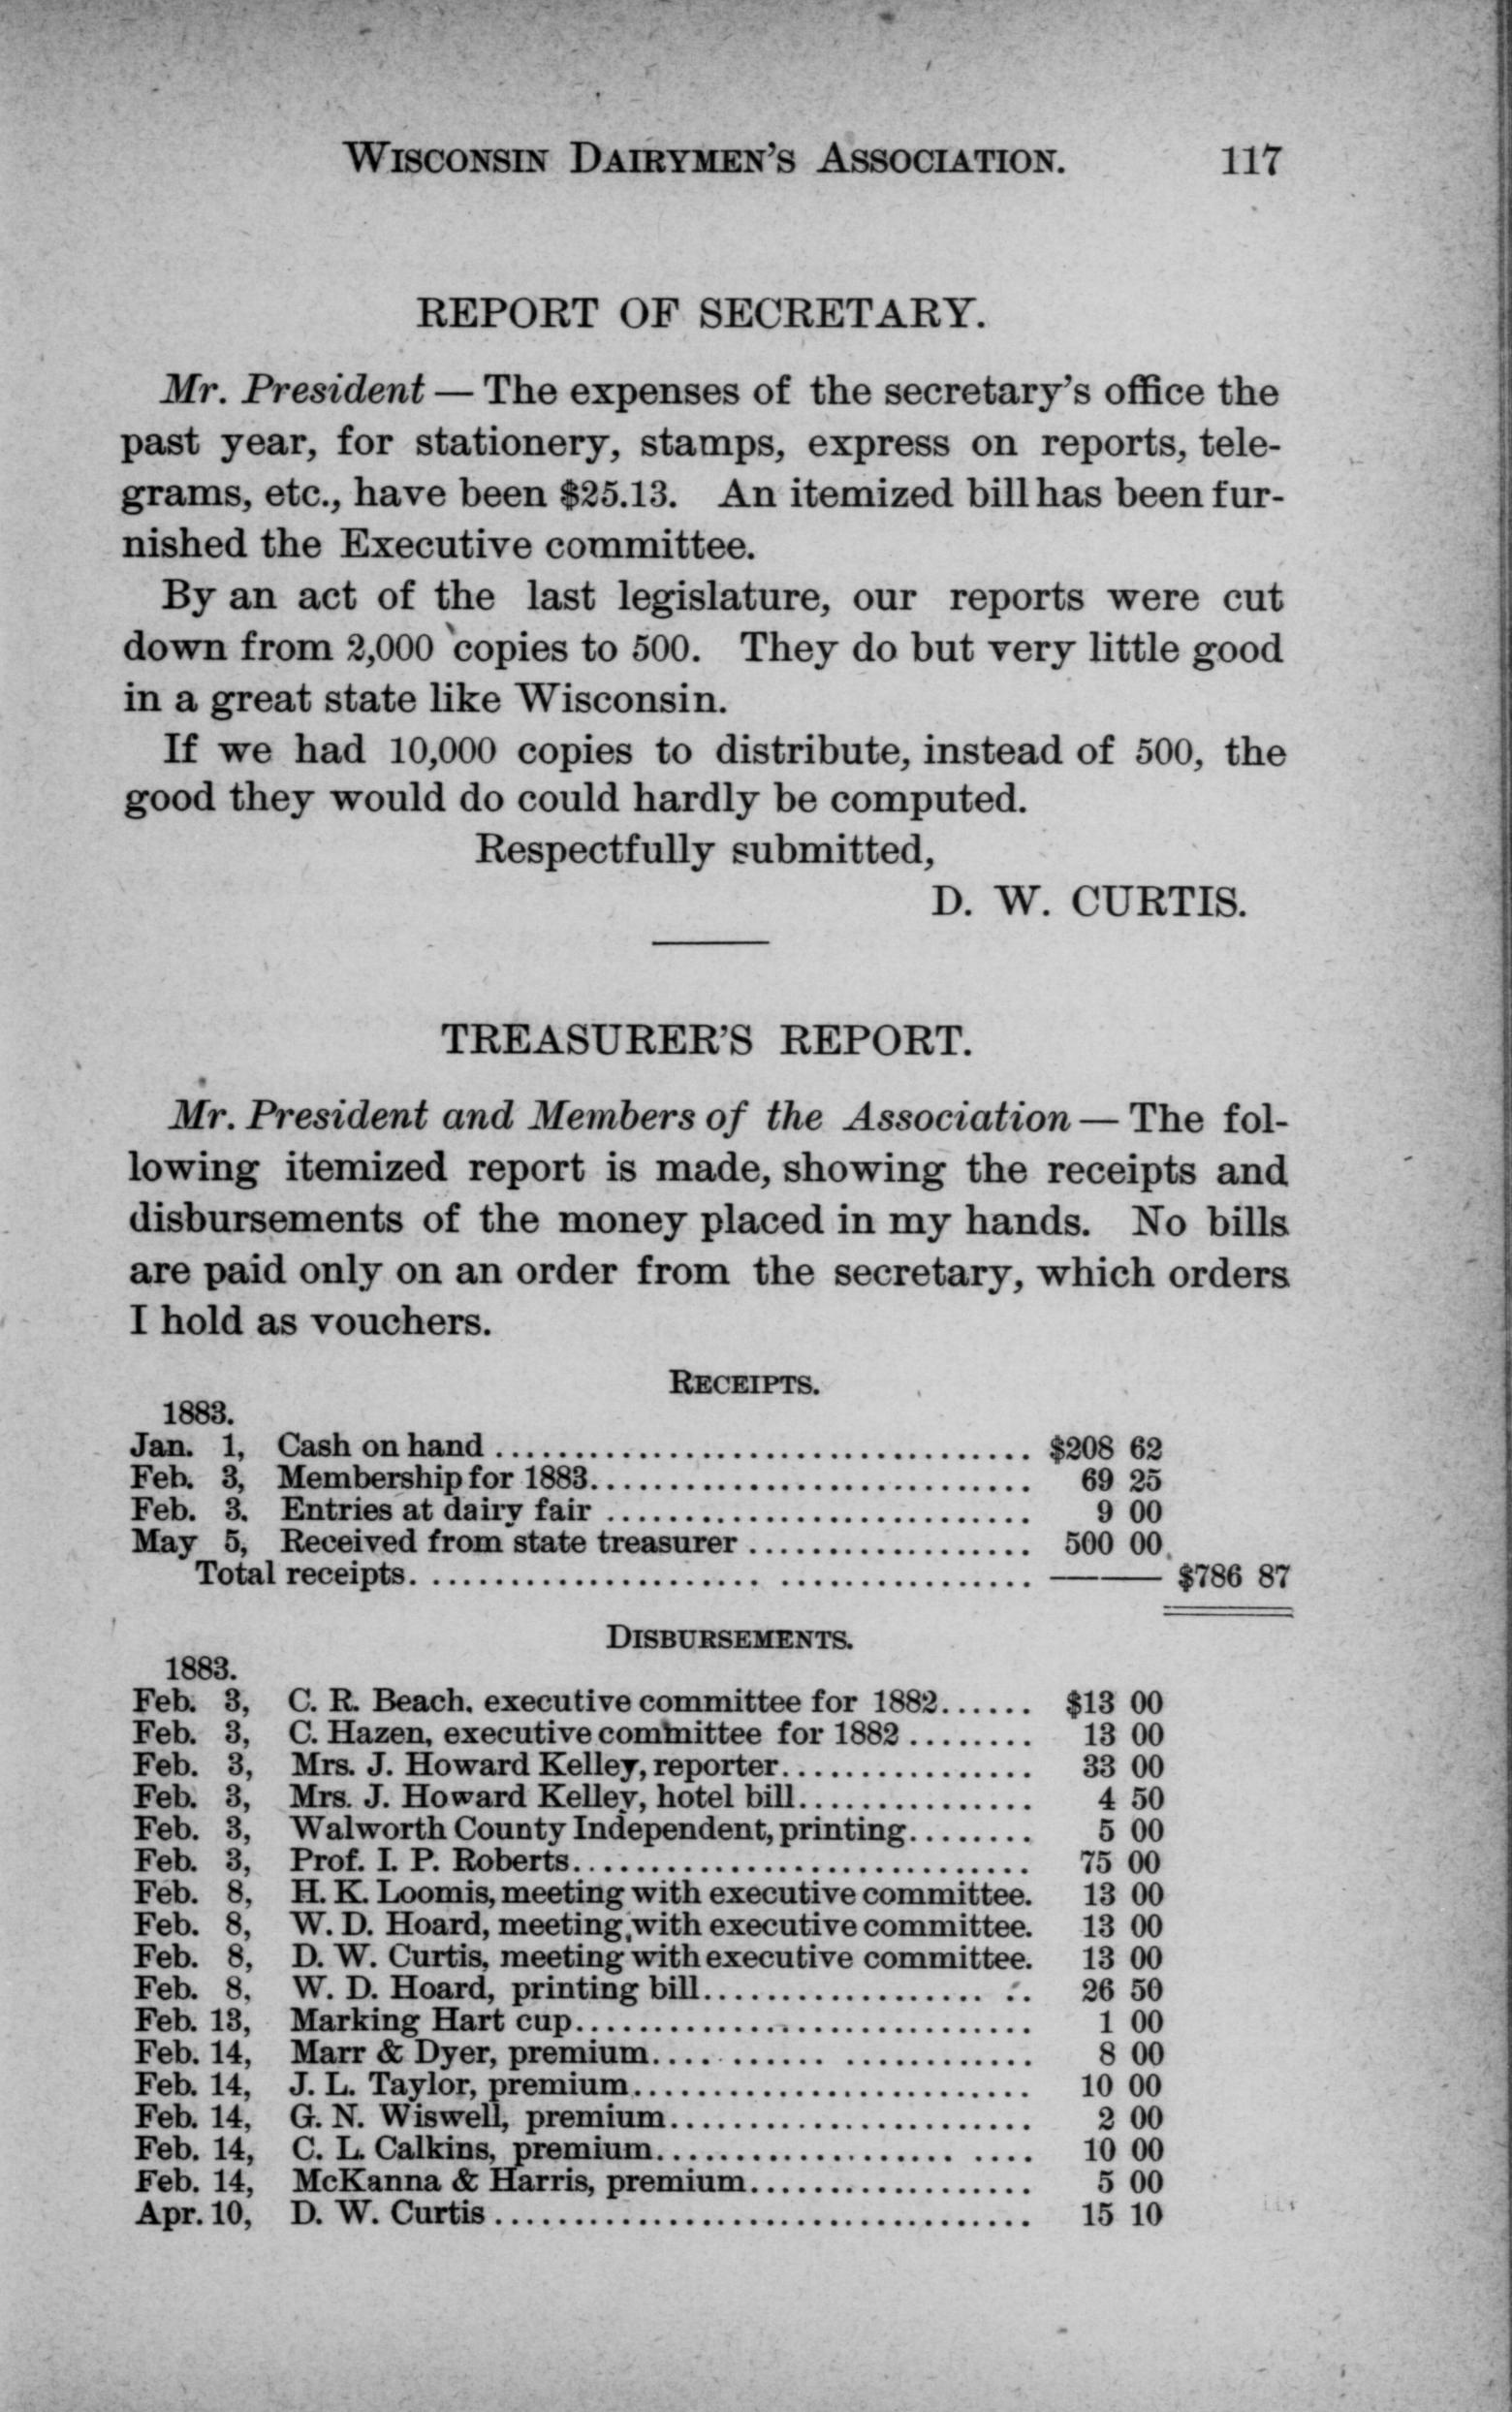 WISCONSIN DAIRYMEN'S ASSOCIATION. 117
REPORT OF SECRETARY.
Mr. President — The expenses of the secretary's office the
past year, for stationery, stamps, express on reports, tele-
grams, etc., have been $25.13. An itemized bill has been fur-
nished the Executive committee.
By an act of the last legislature, our reports were cut
down from 2,000 copies to 500. They do but very little good
in a great state like Wisconsin.
If we had 10,000 copies to distribute, instead of 500, the
good they would do could hardly be computed.
Respectfully submitted,
D. W. CURTIS.
TREASURER'S REPORT.
Mr. President and Members of the Association — The fol-
lowing itemized report is made, showing the receipts and
disbursements of the money placed in my hands. No bills
are paid only on an order from the secretary, which orders
I hold as vouchers.
RECEIPTS.
1883.
Jan. 1, Cash on hand .................................. $208 62
Feb. 3, Membership for 1883............................ 69 25
Feb. 3. Entries at dairy fair ........................... 9 00
May 5, Received from state treasurer .................. 500 00
Total receipts. ..................... ................ ——— $786 87
DISBURSEMENTS.
1883.
Feb. 3, C. R. Beach, executive committee for 1882...... $13 00
Feb. 3, C. Hazen, executive committee for 1882 ........ 13 00
Feb. 3, Mrs. J. Howard Kelley, reporter................ 33 00
Feb. 3, Mrs. J. Howard Kelley, hotel bill............... 4 50
Feb. 3, Walworth County Independent, printing........ 5 00
Feb. 3, Prof. I. P. Roberts............................. 75 00
Feb. 8, H. K. Loomis, meeting with executive committee. 13 00
Feb. 8, W. D. Hoard, meeting with executive committee. 13 00
Feb. 8, D. W. Curtis, meeting with executive committee. 13 00
Feb. 8, W. D. Hoard, printing bill.................. .. 26 50
Feb. 13, Marking Hart cup............................. 1 00
Feb. 14, Marr & Dyer, premium.... ...... ............ 8 00
Feb. 14, J. L. Taylor, premium......................... 10 00
Feb. 14, G. N. Wiswell, premium....................... 2 00
Feb. 14, C. L. Calkins, premium................... .... 10 00
Feb. 14, McKanna & Harris, premium.................. 5 00
Apr. 10, D. W. Curtis .................................. 15 10